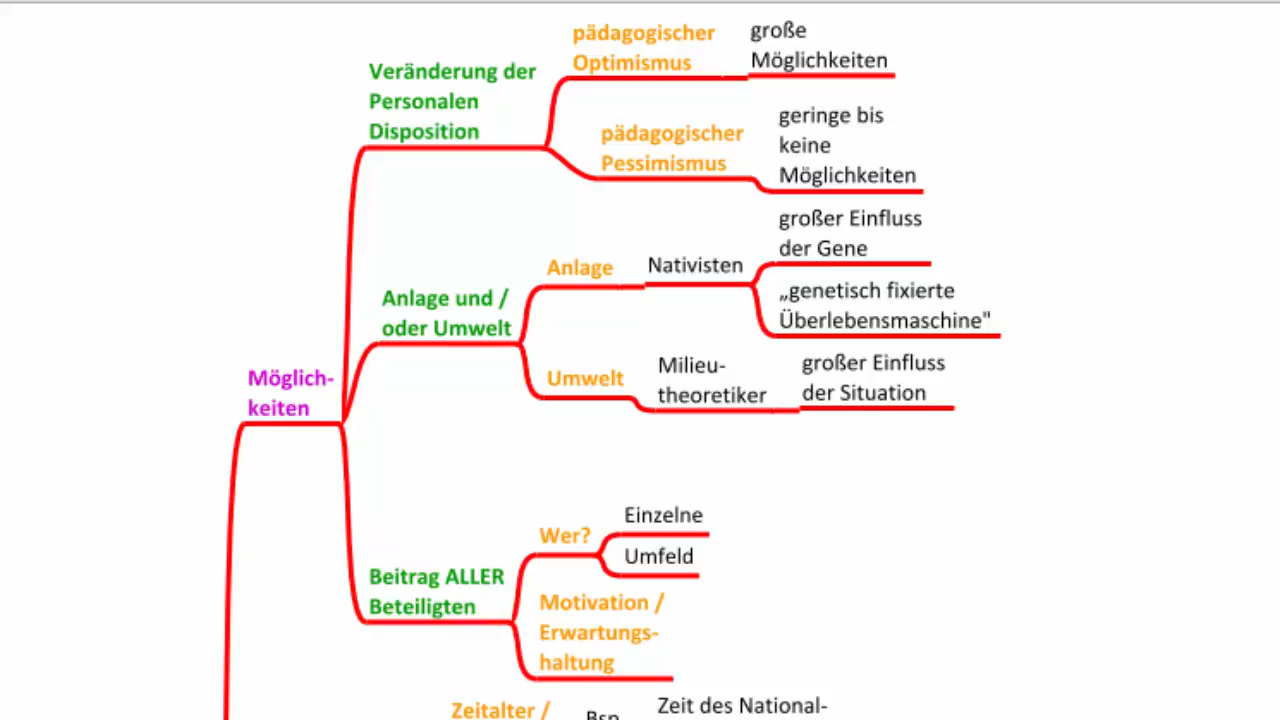 pädagogischer
Optimismus
große
Möglichkeiten
Veränderung der
Personalen
Disposition
pädagogischer
Pessimismus
geringe bis
keine
Möglichkeiten
großer Einfluss
der Gene
Anlage
Nativisten
„genetisch fixierte
Überlebensmaschine"
Anlage und /
oder Umwelt
Umwelt
Milieu-
theoretiker
großer Einfluss
der Situation
Möglich-
keiten
Einzelne
Wer?
Umfeld
Beitrag ALLER
Beteiligten
Motivation /
Erwartungs-
haltung
Zeitalter /
Bsp
Zeit des National-